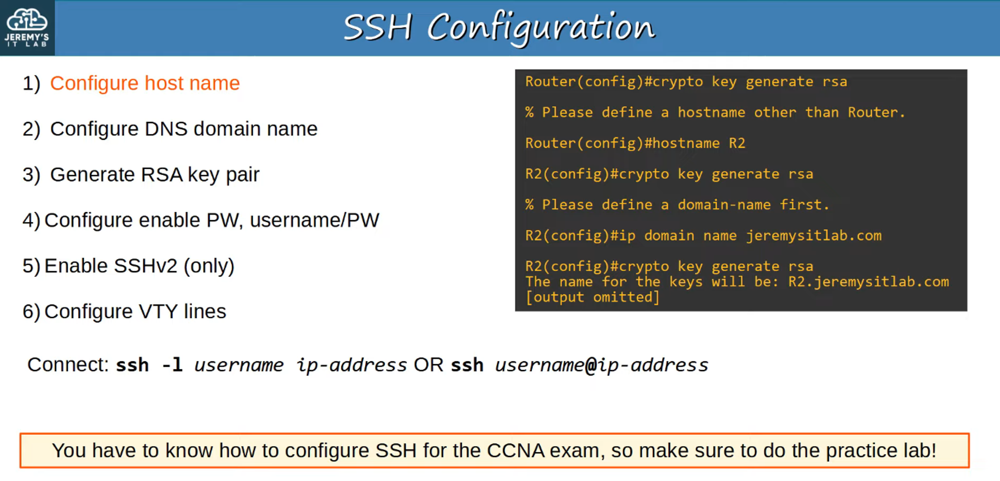 JEREMY'S
IT LAB
SSH Configuration
1) Configure host name
2) Configure DNS domain name
3) Generate RSA key pair
4) Configure enable PW, username/PW
5) Enable SSHv2 (only)
6) Configure VTY lines
Router(config)#crypto key generate rsa
% Please define a hostname other than Router.
Router(config)#hostname R2
R2(config)#crypto key generate rsa
% Please define a domain-name first.
R2(config)#ip domain name jeremysitlab.com
R2(config)#crypto key generate rsa
The name for the keys will be: R2.jeremysitlab.com
[output omitted]
Connect: ssh -l username ip-address OR ssh username@ip-address
You have to know how to configure SSH for the CCNA exam, so make sure to do the practice lab!